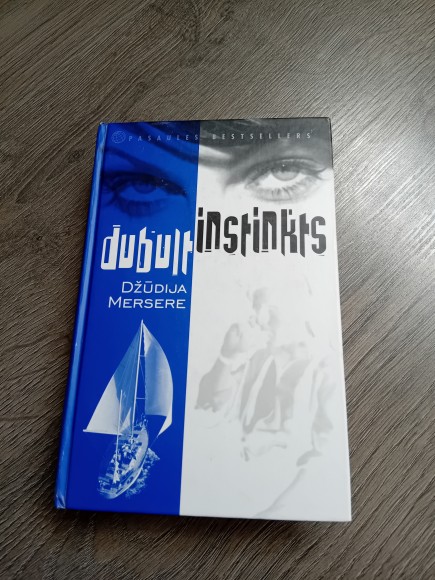 PASAULES BESTSELLERS
dubultinstinkts
DŽŪDIJA
MERSERE